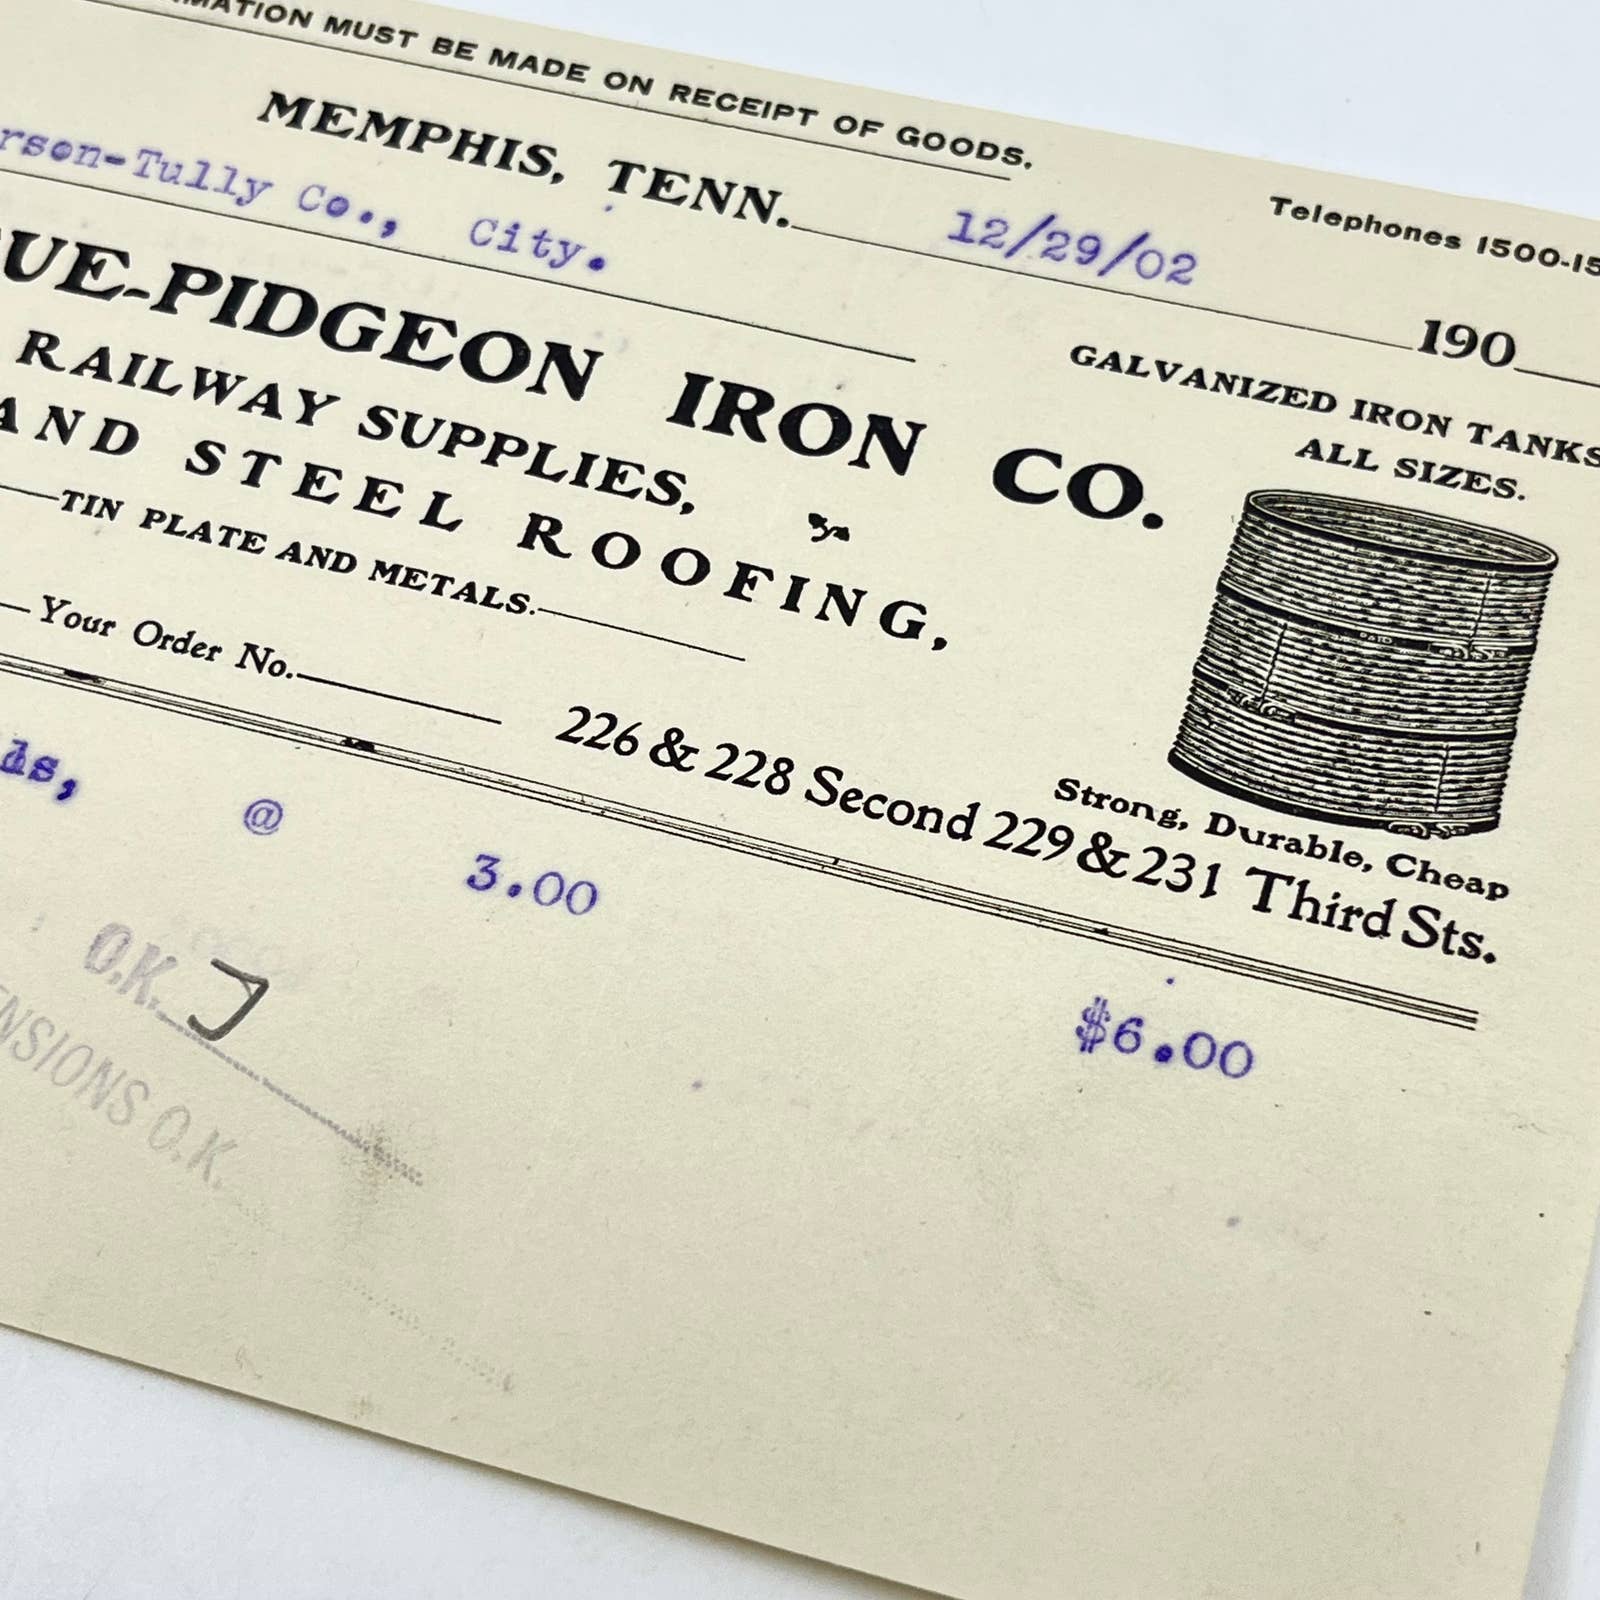 MUST BE MADE ON RECEIPT OF GOODS.
MEMPHIS, TENN. 12/29/02 190
Telephones 1500-15
rson-Tully Co., City.
UE-PIDGEON IRON CO.
RAILWAY SUPPLIES,
AND STEEL ROOFING,
TIN PLATE AND METALS.
GALVANIZED IRON TANKS
ALL SIZES.
Strong, Durable, Cheap
Your Order No.
226 & 228 Second 229 & 231 Third Sts.
ds, @ 3.00 $6.00
O.K. J
ENSIONS O.K.